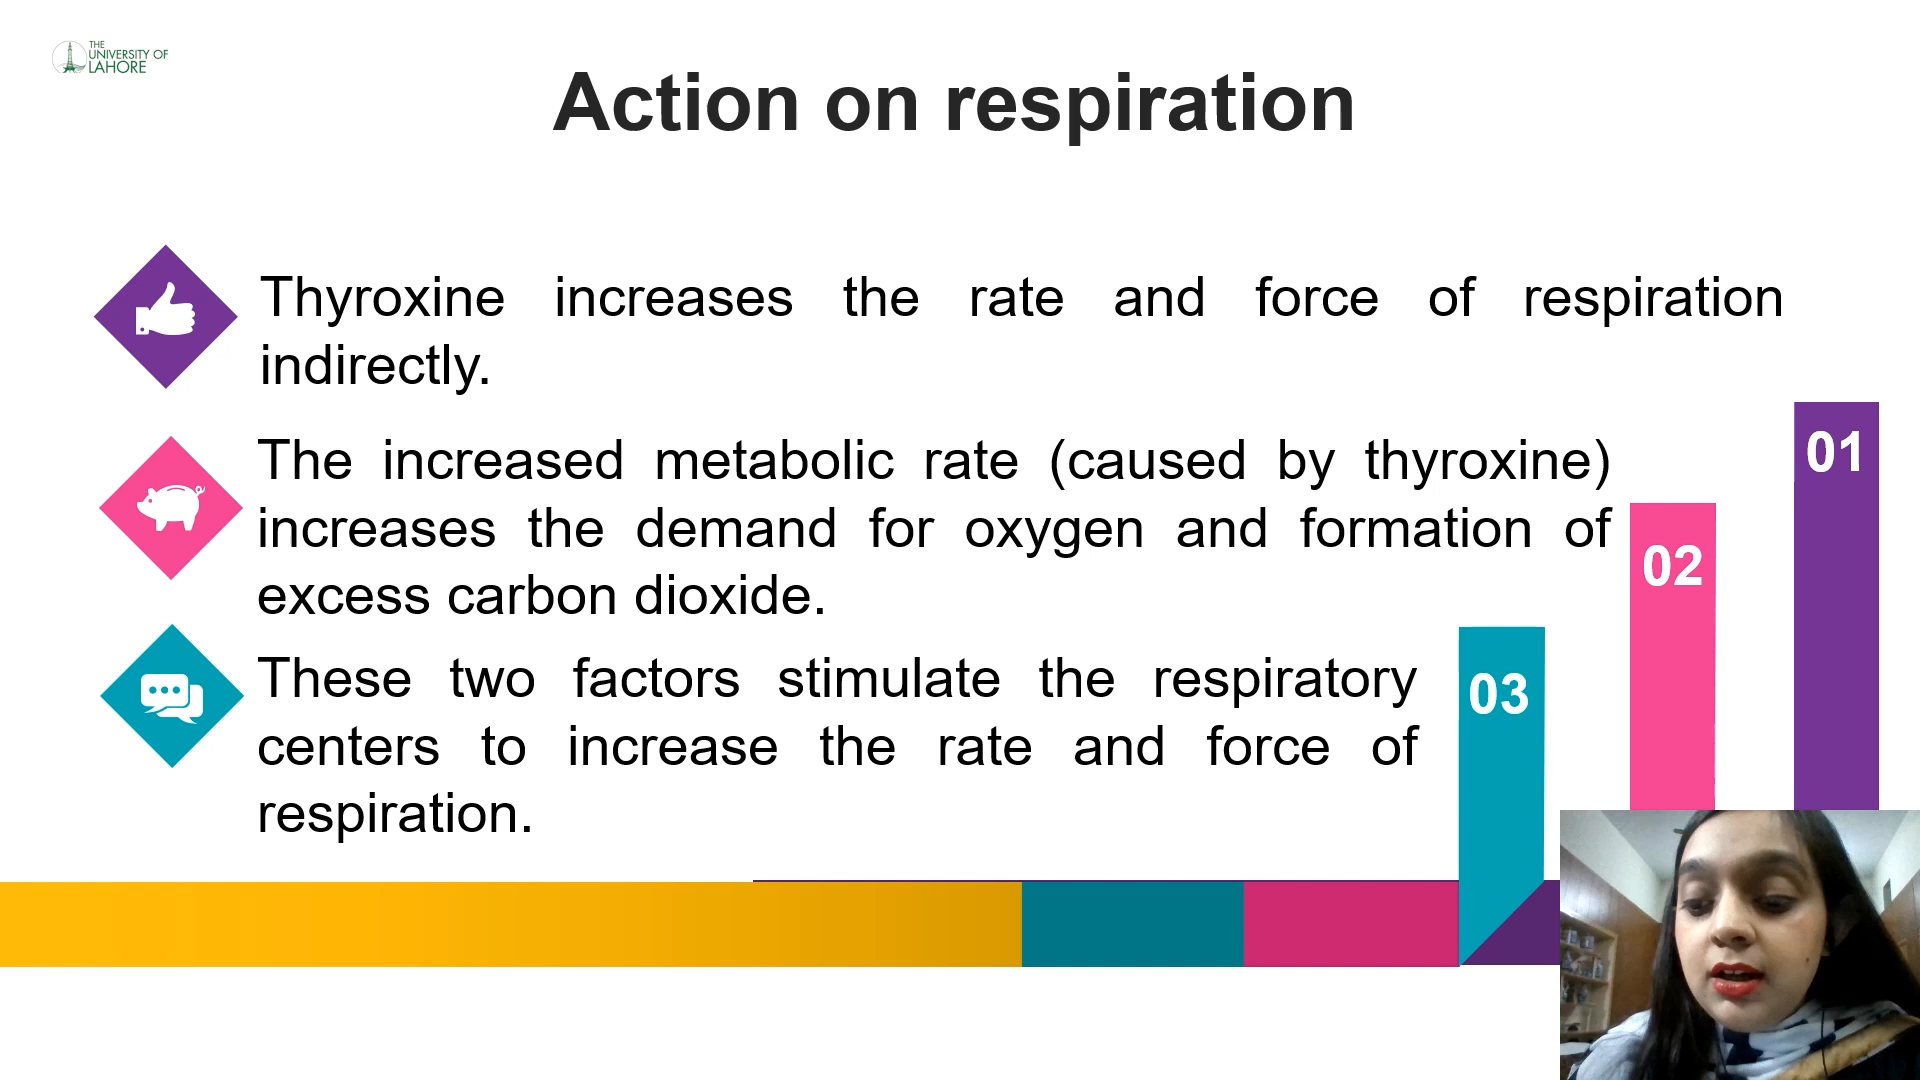 THE
UNIVERSITY OF
LAHORE
Action on respiration
Thyroxine increases the rate and force of respiration
indirectly.
The increased metabolic rate (caused by thyroxine)
increases the demand for oxygen and formation of
excess carbon dioxide.
These two factors stimulate the respiratory
centers to increase the rate and force of
respiration.
01
02
03